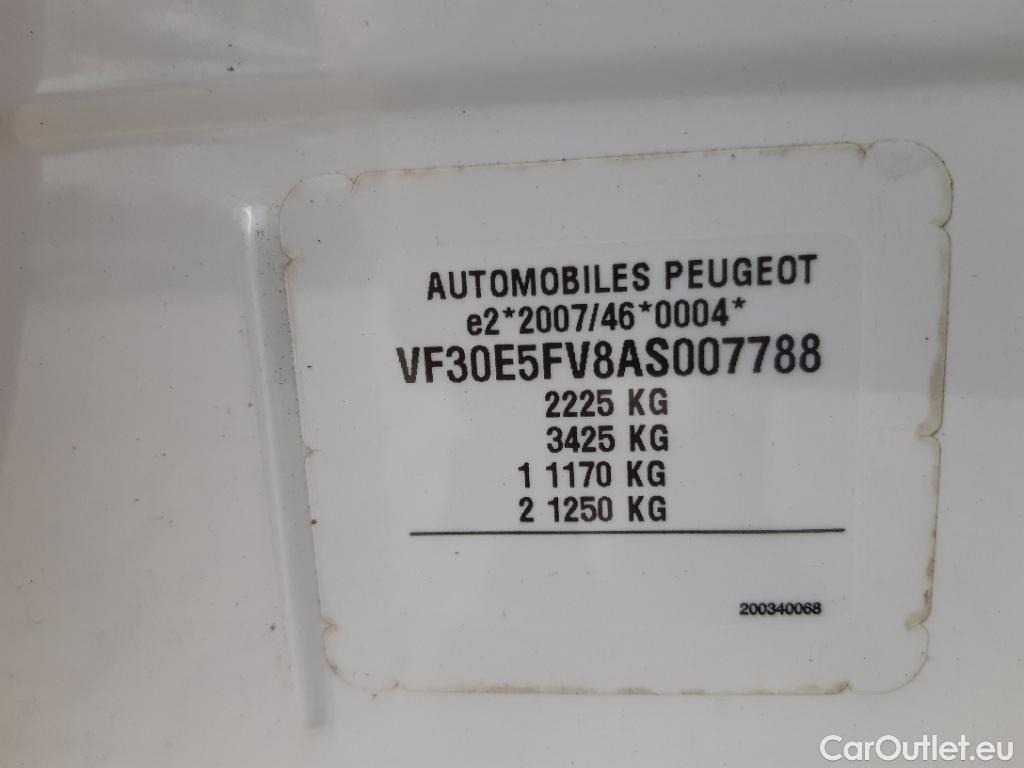 AUTOMOBILES PEUGEOT
e2*2007/46*0004*
VF30E5FV8AS007788
2225 KG
3425 KG
1 1170 KG
2 1250 KG
200340068
CarOutlet.eu